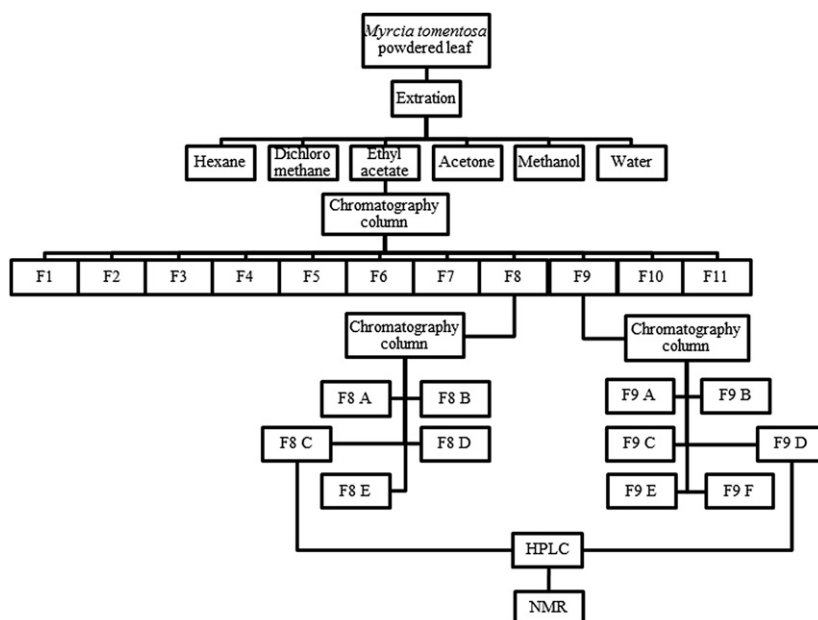 Myrcia tomentosa
powdered leaf
Extration
Hexane
Dichloro
methane
Ethyl
acetate
Acetone
Methanol
Water
Chromatography
column
F1
F2
F3
F4
F5
F6
F7
F8
F9
F10
F11
Chromatography
column
Chromatography
column
F8 A
F8 B
F8 C
F8 D
F8 E
F9 A
F9 B
F9 C
F9 D
F9 E
F9 F
HPLC
NMR